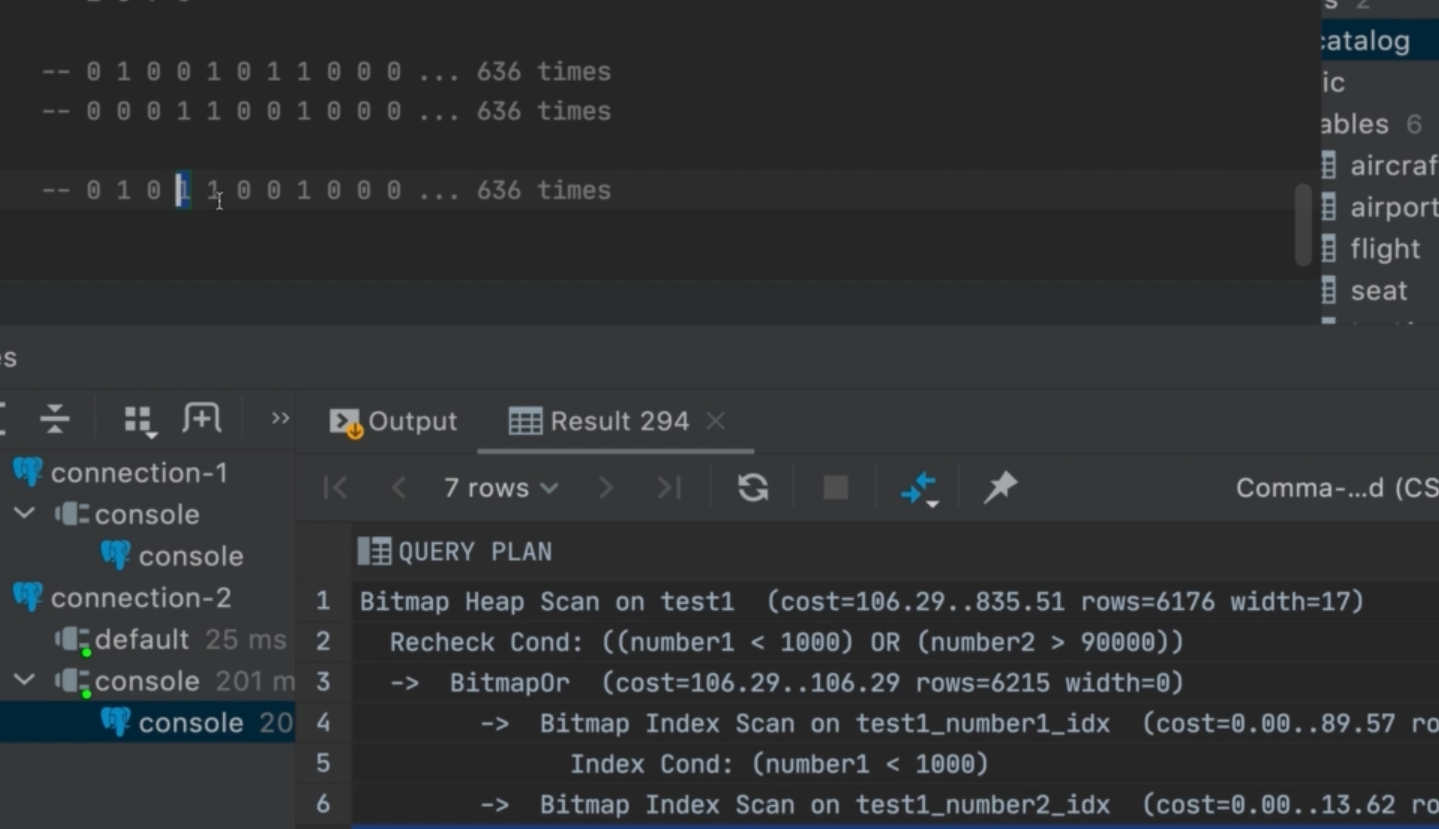 -- 0 1 0 0 1 0 1 1 0 0 0 ... 636 times
-- 0 0 0 1 1 0 0 1 0 0 0 ... 636 times
-- 0 1 0 1 1 0 0 1 0 0 0 ... 636 times
s 2
catalog
ic
ables 6
aircraf
airport
flight
seat
es
connection-1
console
console
connection-2
default 25 ms
console 201 m
console 20
Output
Result 294
7 rows
Comma-...d (CS
QUERY PLAN
1 Bitmap Heap Scan on test1 (cost=106.29..835.51 rows=6176 width=17)
2 Recheck Cond: ((number1 < 1000) OR (number2 > 90000))
3 -> BitmapOr (cost=106.29..106.29 rows=6215 width=0)
4 -> Bitmap Index Scan on test1_number1_idx (cost=0.00..89.57 ro
5 Index Cond: (number1 < 1000)
6 -> Bitmap Index Scan on test1_number2_idx (cost=0.00..13.62 ro